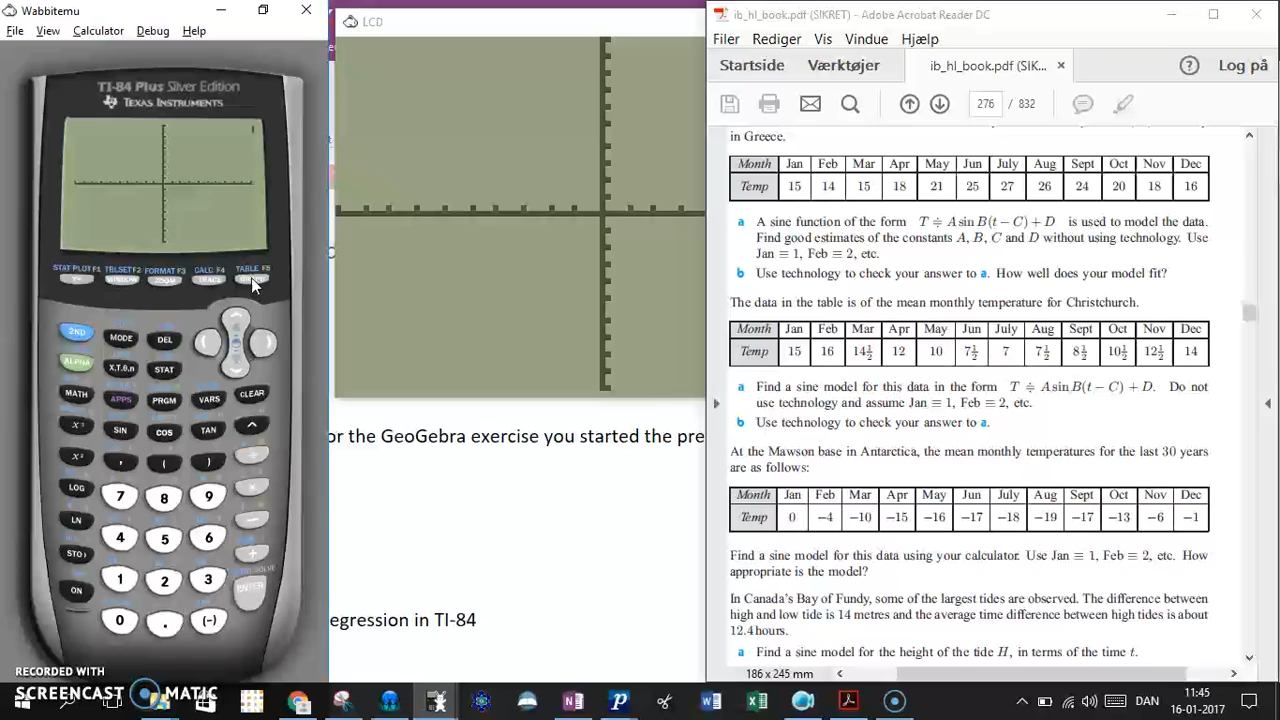 Wabbitemu
File View Calculator Debug Help
TI-84 Plus Silver Edition
TEXAS INSTRUMENTS
STAT PLOT F1 TBLSET F2 FORMAT F3 CALC F4 TABLE F5
Y= WINDOW ZOOM TRACE GRAPH
2ND MODE DEL
ALPHA X,T,θ,n STAT
MATH APPS PRGM VARS CLEAR
SIN COS TAN ^
, ( )
LOG 7 8 9
LN 4 5 6
STO› 1 2 3
ON 0 . (−) ENTER
RECORDED WITH
SCREENCAST MATIC
LCD
or the GeoGebra exercise you started the pre
egression in TI-84
ib_hl_book.pdf (SIKRET) - Adobe Acrobat Reader DC
Filer Rediger Vis Vindue Hjælp
Startside Værktøjer ib_hl_book.pdf (SIK... × Log på
276 / 832
in Greece.
Month Jan Feb Mar Apr May Jun July Aug Sept Oct Nov Dec
Temp 15 14 15 18 21 25 27 26 24 20 18 16
a A sine function of the form T ≑ A sin B(t − C) + D is used to model the data.
Find good estimates of the constants A, B, C and D without using technology. Use
Jan ≡ 1, Feb ≡ 2, etc.
b Use technology to check your answer to a. How well does your model fit?
The data in the table is of the mean monthly temperature for Christchurch.
Month Jan Feb Mar Apr May Jun July Aug Sept Oct Nov Dec
Temp 15 16 14½ 12 10 7½ 7 7½ 8½ 10½ 12½ 14
a Find a sine model for this data in the form T ≑ A sin B(t − C) + D. Do not
use technology and assume Jan ≡ 1, Feb ≡ 2, etc.
b Use technology to check your answer to a.
At the Mawson base in Antarctica, the mean monthly temperatures for the last 30 years
are as follows:
Month Jan Feb Mar Apr May Jun July Aug Sept Oct Nov Dec
Temp 0 −4 −10 −15 −16 −17 −18 −19 −17 −13 −6 −1
Find a sine model for this data using your calculator. Use Jan ≡ 1, Feb ≡ 2, etc. How
appropriate is the model?
In Canada's Bay of Fundy, some of the largest tides are observed. The difference between
high and low tide is 14 metres and the average time difference between high tides is about
12.4 hours.
a Find a sine model for the height of the tide H, in terms of the time t.
186 x 245 mm
DAN
11:45
16-01-2017